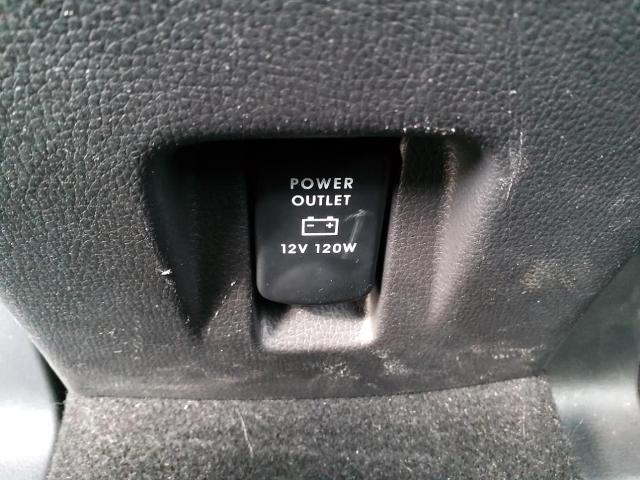 POWER
OUTLET
- +
12V 120W